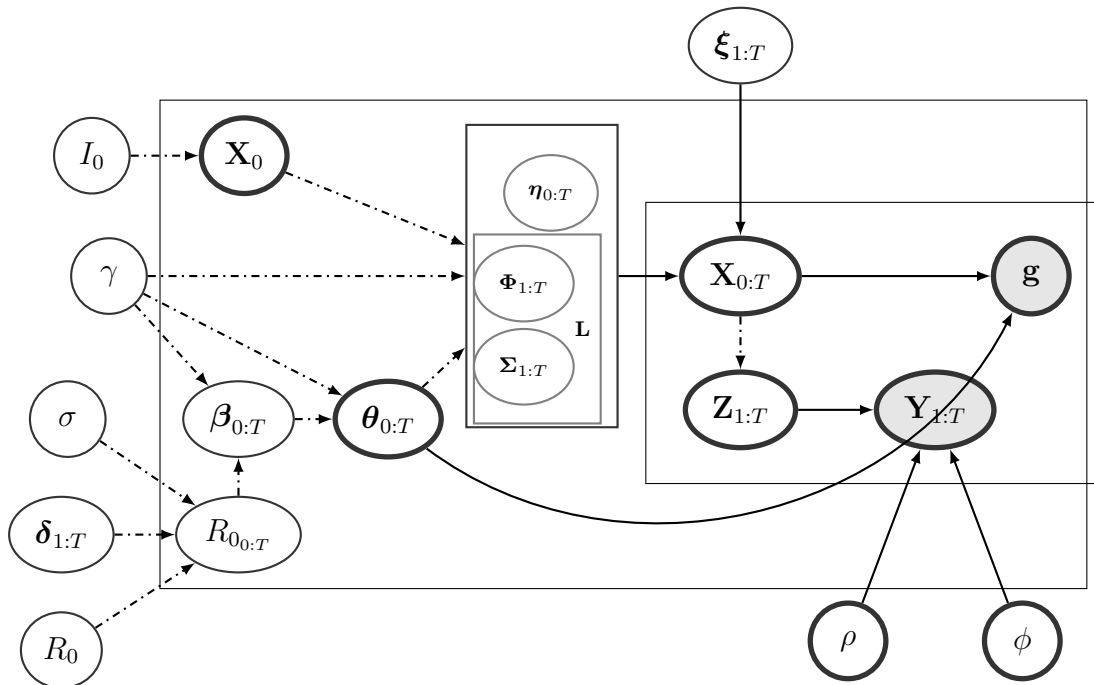 𝝃₁:T
I₀
𝐗₀
𝜼₀:T
γ
𝚽₁:T
𝐗₀:T
𝐠
𝐋
𝚺₁:T
σ
𝜷₀:T
𝜽₀:T
𝐙₁:T
𝐘₁:T
𝜹₁:T
R₀₀:T
R₀
ρ
ϕ